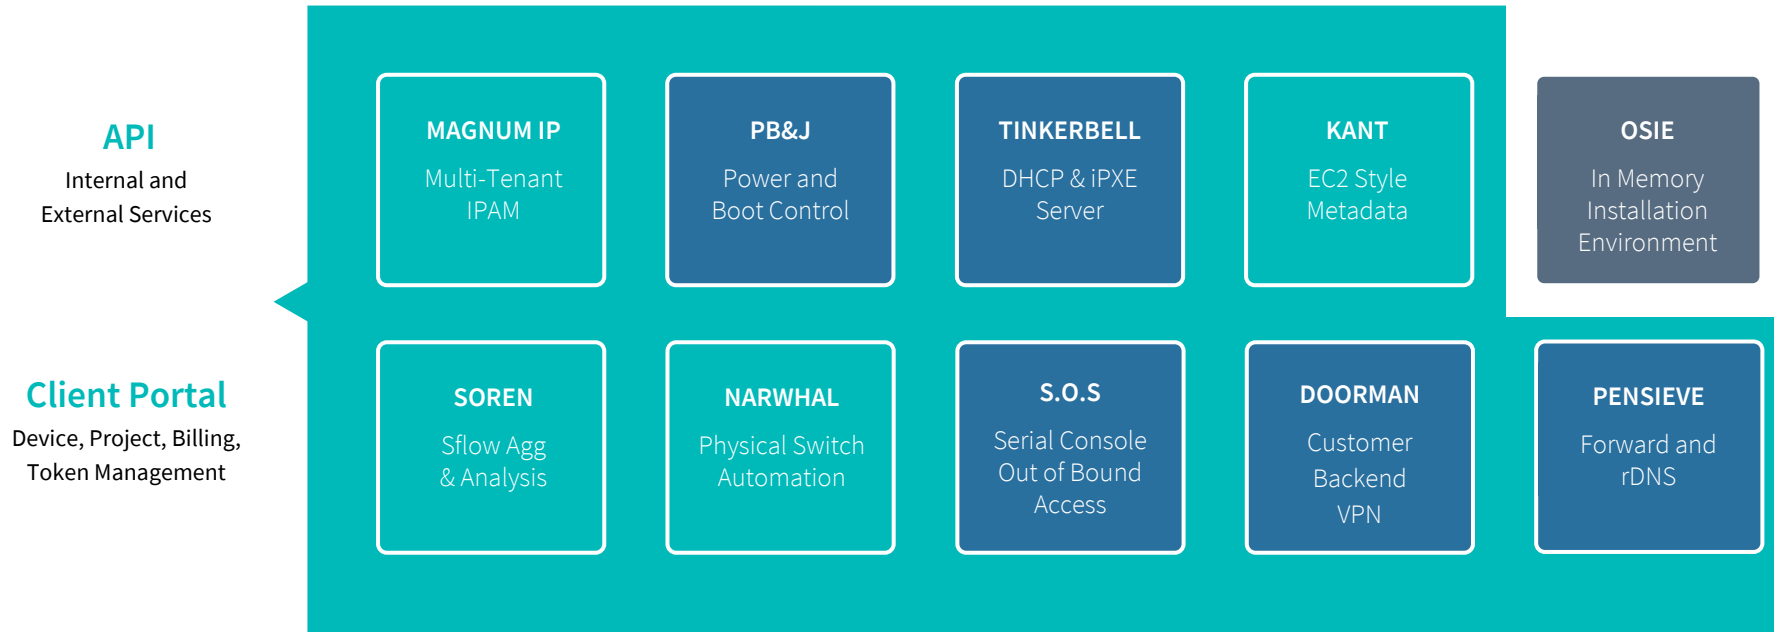 API
Internal and
External Services
MAGNUM IP
Multi-Tenant
IPAM
PB&J
Power and
Boot Control
TINKERBELL
DHCP & iPXE
Server
KANT
EC2 Style
Metadata
OSIE
In Memory
Installation
Environment
Client Portal
Device, Project, Billing,
Token Management
SOREN
Sflow Agg
& Analysis
NARWHAL
Physical Switch
Automation
S.O.S
Serial Console
Out of Bound
Access
DOORMAN
Customer
Backend
VPN
PENSIEVE
Forward and
rDNS